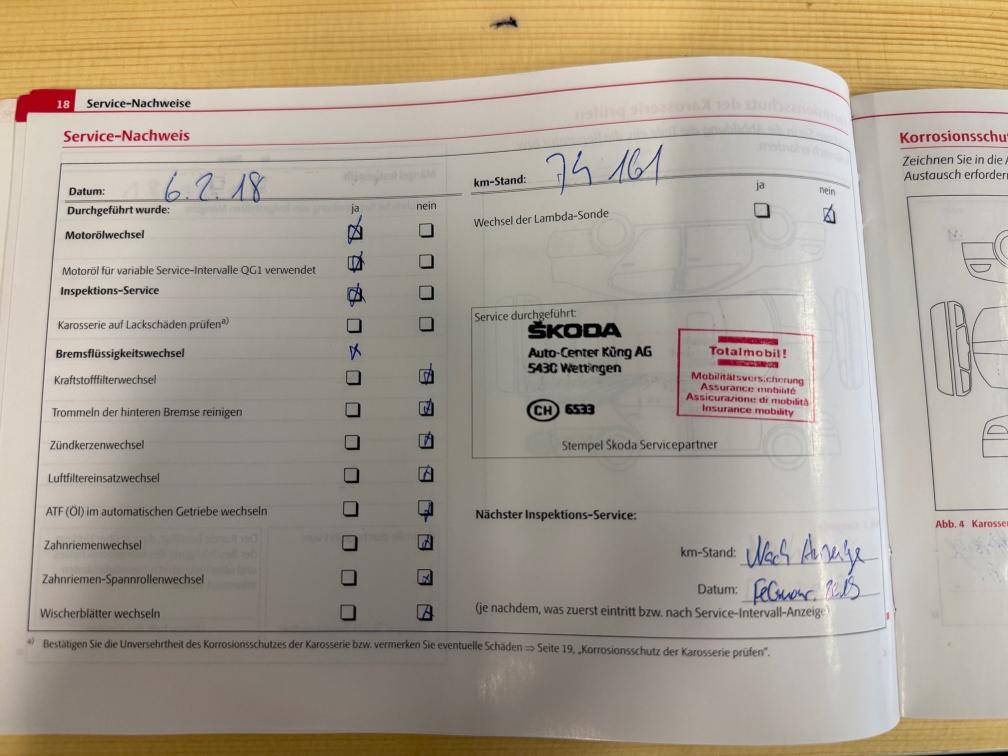 18 Service-Nachweise
Service-Nachweis
Datum: 6.2.18
km-Stand: 74 161
Durchgeführt wurde: ja nein
ja nein
Motorölwechsel
Wechsel der Lambda-Sonde
Motoröl für variable Service-Intervalle QG1 verwendet
Inspektions-Service
Karosserie auf Lackschäden prüfen a)
Bremsflüssigkeitswechsel
Kraftstofffilterwechsel
Trommeln der hinteren Bremse reinigen
Zündkerzenwechsel
Luftfiltereinsatzwechsel
ATF (Öl) im automatischen Getriebe wechseln
Zahnriemenwechsel
Zahnriemen-Spannrollenwechsel
Wischerblätter wechseln
Service durchgeführt:
ŠKODA
Auto-Center Küng AG
5430 Wettingen
CH 6533
Totalmobil!
Mobilitätsversicherung
Assurance mobilité
Assicurazione di mobilità
Insurance mobility
Stempel Škoda Servicepartner
Nächster Inspektions-Service:
km-Stand: Nach Anzeige
Datum: Februar 2019
(je nachdem, was zuerst eintritt bzw. nach Service-Intervall-Anzeige)
a) Bestätigen Sie die Unversehrtheit des Korrosionsschutzes der Karosserie bzw. vermerken Sie eventuelle Schäden ⇒ Seite 19, „Korrosionsschutz der Karosserie prüfen".
Korrosionsschu
Zeichnen Sie in die A
Austausch erfordern
Abb. 4 Karosse